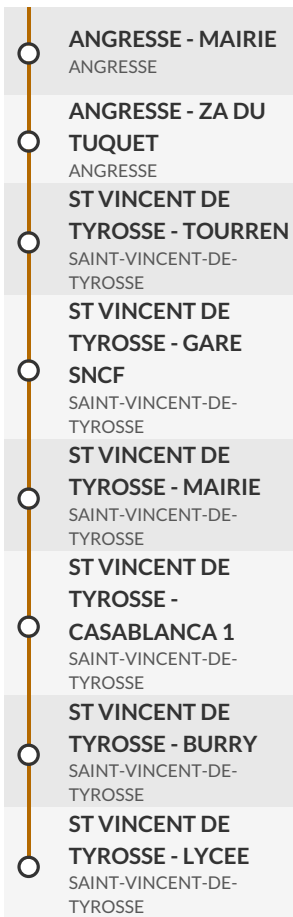 ANGRESSE - MAIRIE
ANGRESSE
ANGRESSE - ZA DU
TUQUET
ANGRESSE
ST VINCENT DE
TYROSSE - TOURREN
SAINT-VINCENT-DE-
TYROSSE
ST VINCENT DE
TYROSSE - GARE
SNCF
SAINT-VINCENT-DE-
TYROSSE
ST VINCENT DE
TYROSSE - MAIRIE
SAINT-VINCENT-DE-
TYROSSE
ST VINCENT DE
TYROSSE -
CASABLANCA 1
SAINT-VINCENT-DE-
TYROSSE
ST VINCENT DE
TYROSSE - BURRY
SAINT-VINCENT-DE-
TYROSSE
ST VINCENT DE
TYROSSE - LYCEE
SAINT-VINCENT-DE-
TYROSSE